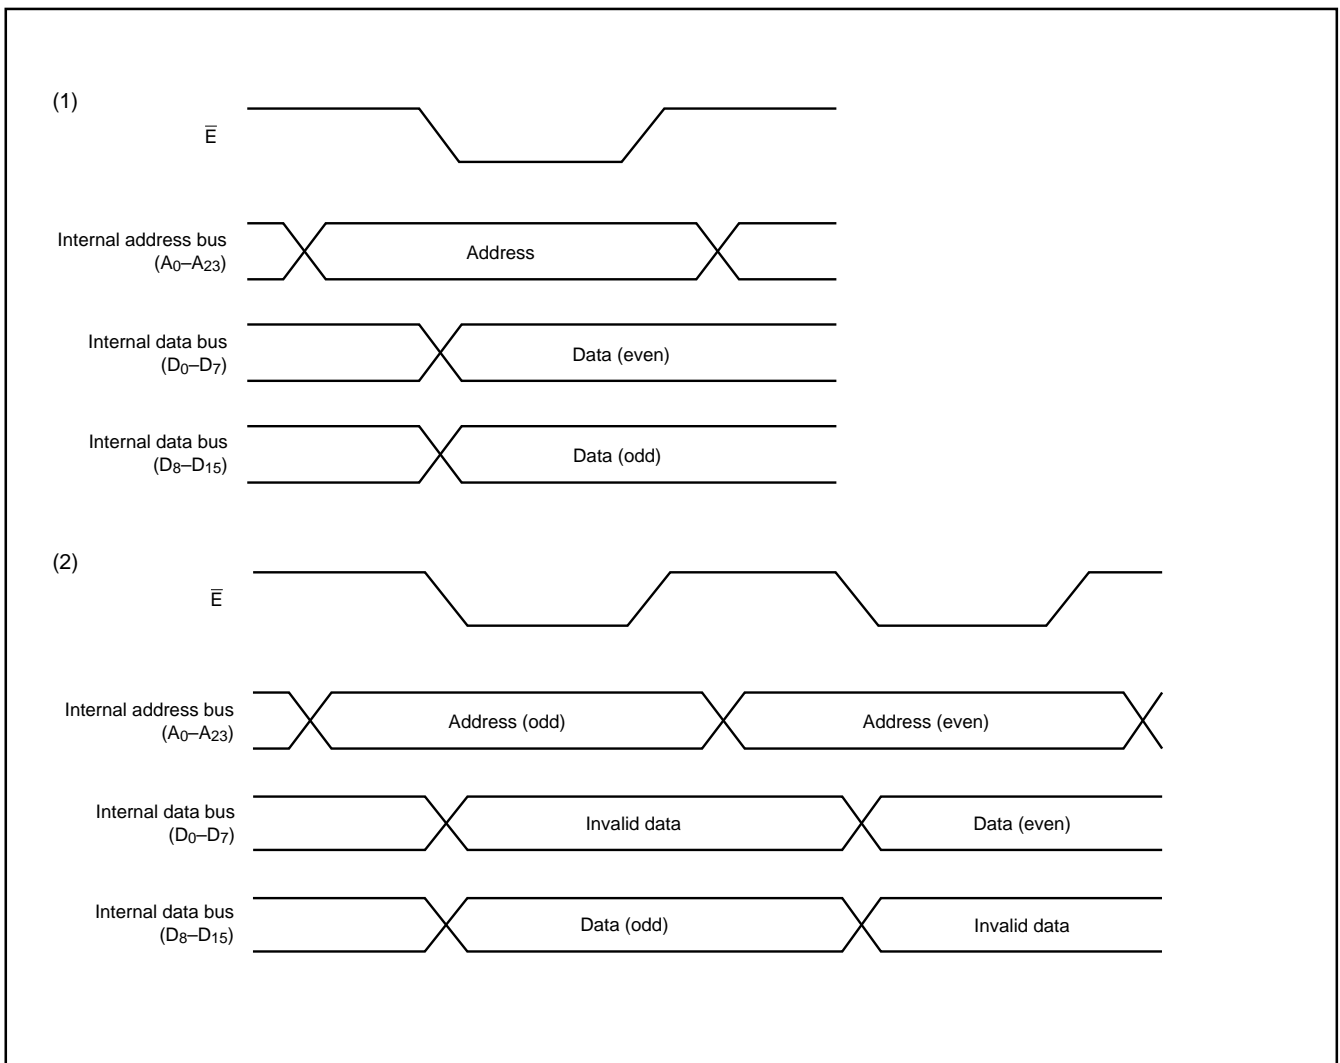 (1)
E̅
Internal address bus
(A0–A23)
Address
Internal data bus
(D0–D7)
Data (even)
Internal data bus
(D8–D15)
Data (odd)
(2)
E̅
Internal address bus
(A0–A23)
Address (odd)
Address (even)
Internal data bus
(D0–D7)
Invalid data
Data (even)
Internal data bus
(D8–D15)
Data (odd)
Invalid data